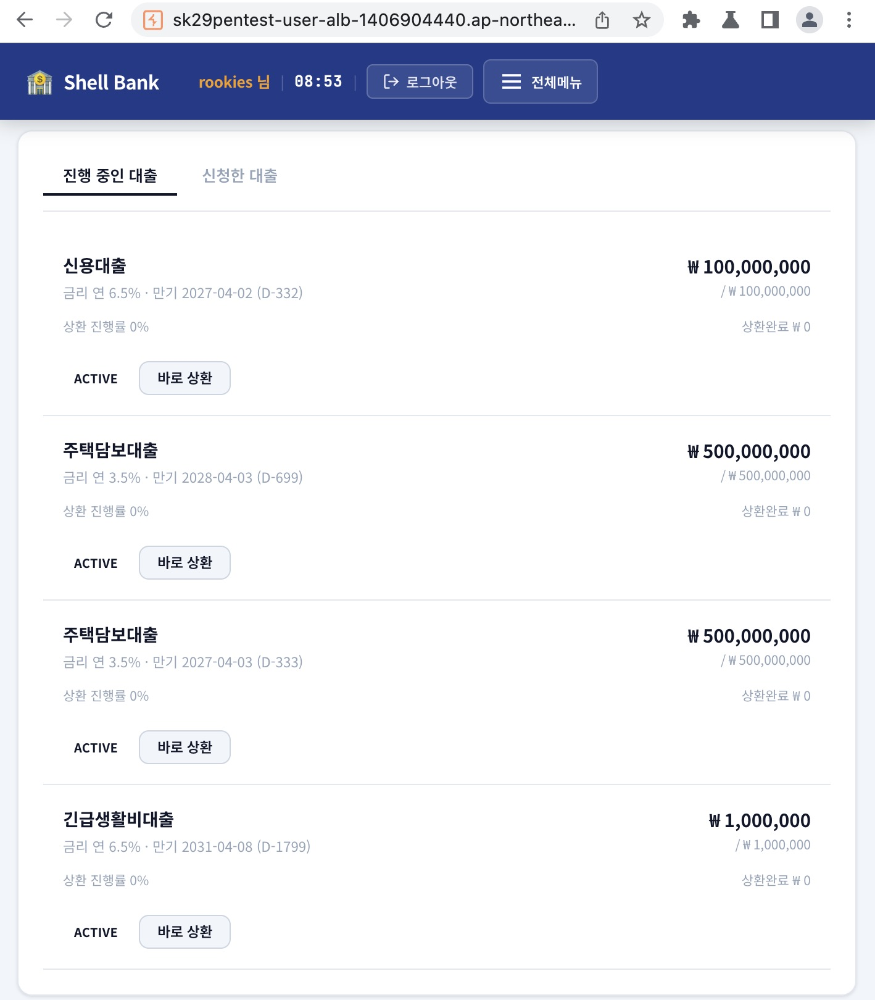 sk29pentest-user-alb-1406904440.ap-northea...
Shell Bank rookies 님 08:53 로그아웃 전체메뉴
진행 중인 대출 신청한 대출
신용대출 ₩ 100,000,000
금리 연 6.5% · 만기 2027-04-02 (D-332) / ₩ 100,000,000
상환 진행률 0% 상환완료 ₩ 0
ACTIVE 바로 상환
주택담보대출 ₩ 500,000,000
금리 연 3.5% · 만기 2028-04-03 (D-699) / ₩ 500,000,000
상환 진행률 0% 상환완료 ₩ 0
ACTIVE 바로 상환
주택담보대출 ₩ 500,000,000
금리 연 3.5% · 만기 2027-04-03 (D-333) / ₩ 500,000,000
상환 진행률 0% 상환완료 ₩ 0
ACTIVE 바로 상환
긴급생활비대출 ₩ 1,000,000
금리 연 6.5% · 만기 2031-04-08 (D-1799) / ₩ 1,000,000
상환 진행률 0% 상환완료 ₩ 0
ACTIVE 바로 상환